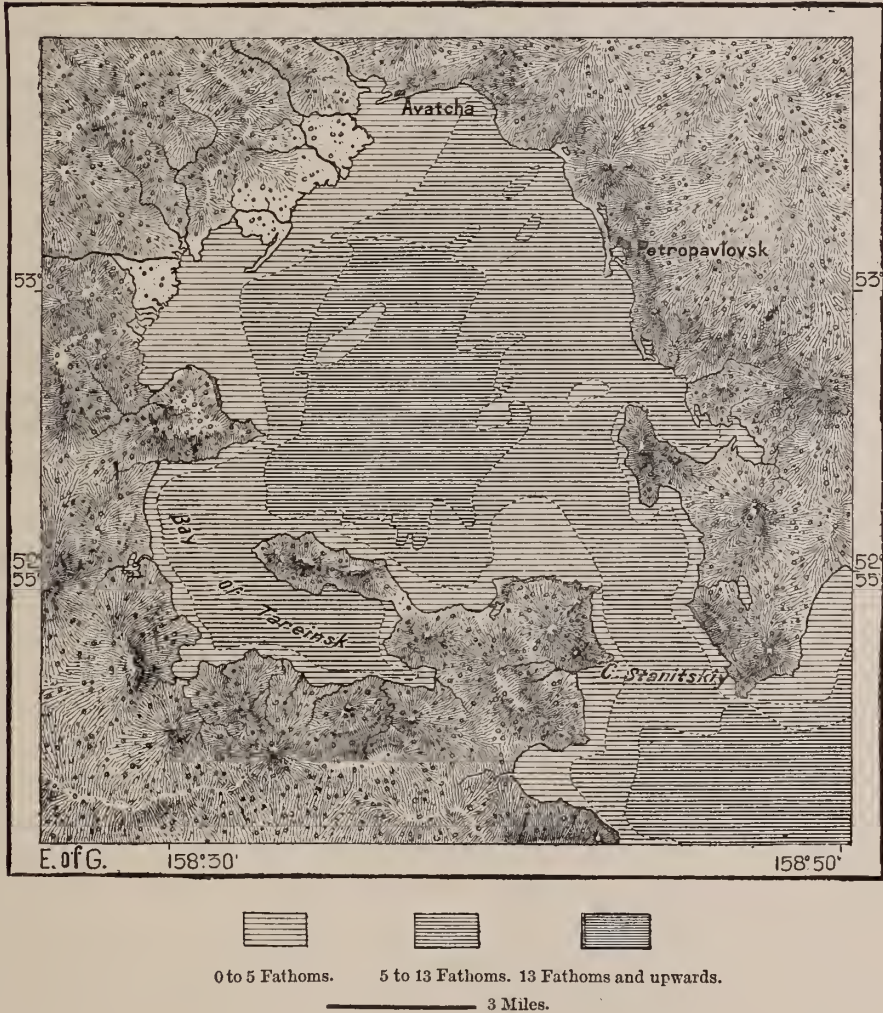 Avatcha
Petropavlovsk
53°
53°
Bay
of Tareinsk
52°
55'
52°
55'
C. Stanitskiy
E. of G.
158°30'
158°50'
0 to 5 Fathoms.
5 to 13 Fathoms.
13 Fathoms and upwards.
3 Miles.